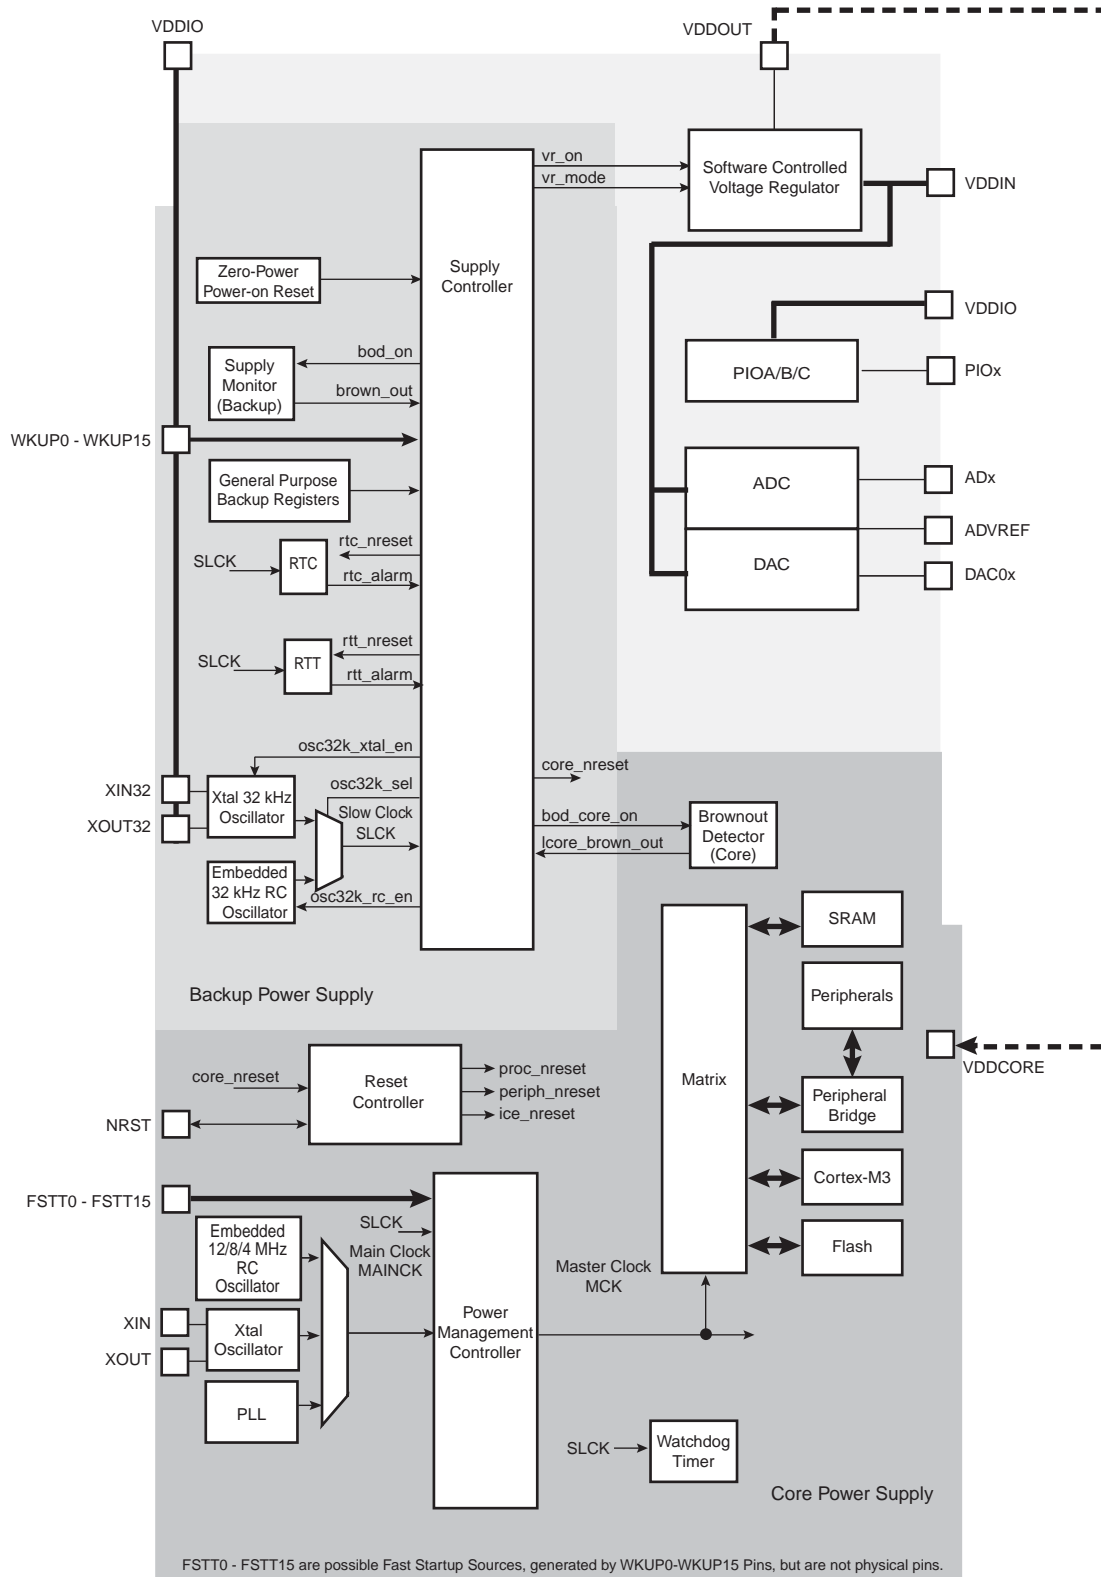 VDDIO
VDDOUT
vr_on
vr_mode
Software Controlled
Voltage Regulator
VDDIN
Supply
Controller
Zero-Power
Power-on Reset
VDDIO
bod_on
Supply
Monitor
(Backup)
brown_out
PIOA/B/C
PIOx
WKUP0 - WKUP15
General Purpose
Backup Registers
ADC
ADx
ADVREF
DAC
DAC0x
rtc_nreset
SLCK
RTC
rtc_alarm
rtt_nreset
SLCK
RTT
rtt_alarm
osc32k_xtal_en
core_nreset
XIN32
Xtal 32 kHz
Oscillator
osc32k_sel
Slow Clock
SLCK
XOUT32
bod_core_on
lcore_brown_out
Brownout
Detector
(Core)
Embedded
32 kHz RC
Oscillator
osc32k_rc_en
SRAM
Backup Power Supply
Peripherals
VDDCORE
core_nreset
Reset
Controller
proc_nreset
periph_nreset
ice_nreset
Matrix
Peripheral
Bridge
NRST
Cortex-M3
FSTT0 - FSTT15
SLCK
Embedded
12/8/4 MHz
RC
Oscillator
Main Clock
MAINCK
Flash
Master Clock
MCK
XIN
Xtal
Oscillator
XOUT
Power
Management
Controller
PLL
SLCK
Watchdog
Timer
Core Power Supply
FSTT0 - FSTT15 are possible Fast Startup Sources, generated by WKUP0-WKUP15 Pins, but are not physical pins.